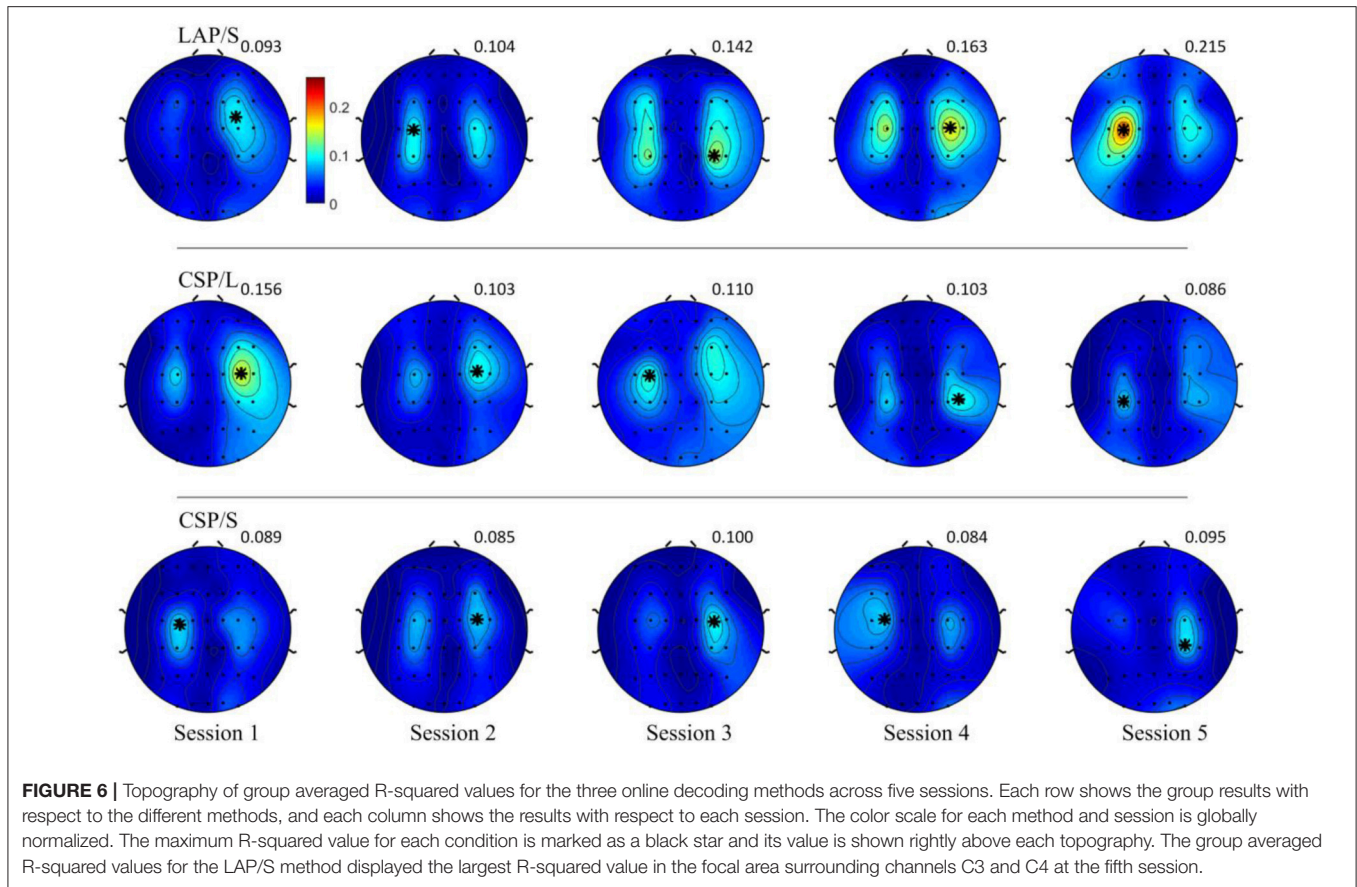 LAP/S
0.093 0.104 0.142 0.163 0.215
0.2
0.1
0
CSP/L
0.156 0.103 0.110 0.103 0.086
CSP/S
0.089 0.085 0.100 0.084 0.095
Session 1 Session 2 Session 3 Session 4 Session 5
FIGURE 6 | Topography of group averaged R-squared values for the three online decoding methods across five sessions. Each row shows the group results with
respect to the different methods, and each column shows the results with respect to each session. The color scale for each method and session is globally
normalized. The maximum R-squared value for each condition is marked as a black star and its value is shown rightly above each topography. The group averaged
R-squared values for the LAP/S method displayed the largest R-squared value in the focal area surrounding channels C3 and C4 at the fifth session.